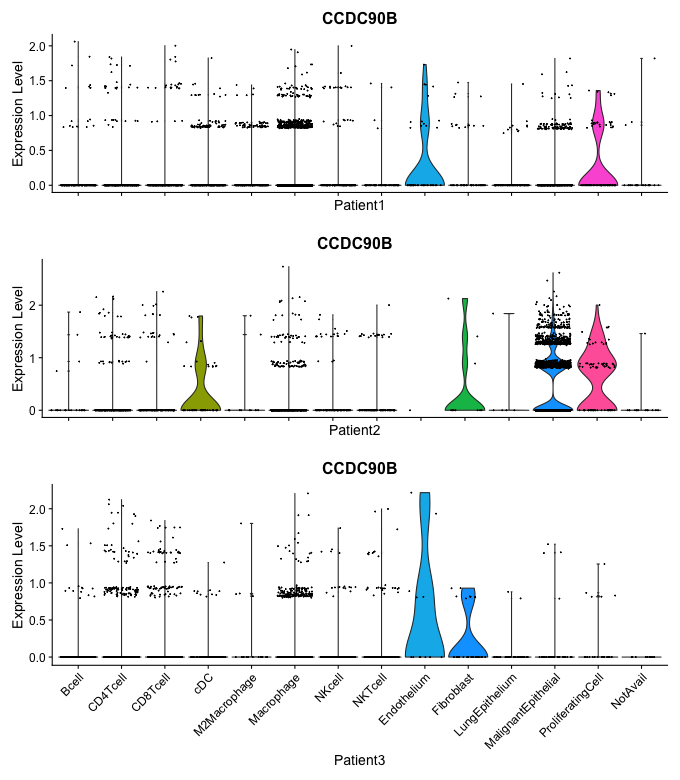 CCDC90B
Expression Level
2.0
1.5
1.0
0.5
0.0
Patient1
CCDC90B
Expression Level
2
1
0
Patient2
CCDC90B
Expression Level
2.0
1.5
1.0
0.5
0.0
Bcell
CD4Tcell
CD8Tcell
cDC
M2Macrophage
Macrophage
NKcell
NKTcell
Endothelium
Fibroblast
LungEpithelium
MalignantEpithelial
ProliferatingCell
NotAvail
Patient3